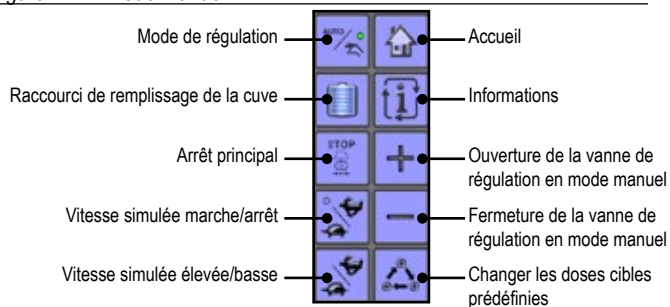 Mode de régulation
AUTO
Accueil
Raccourci de remplissage de la cuve
i
Informations
Arrêt principal
STOP
Ouverture de la vanne de
régulation en mode manuel
Vitesse simulée marche/arrêt
Fermeture de la vanne de
régulation en mode manuel
Vitesse simulée élevée/basse
Changer les doses cibles
prédéfinies